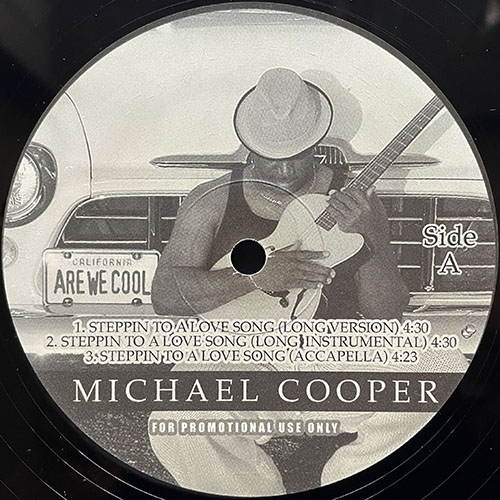 CALIFORNIA
ARE WE COOL
Side
A
1. STEPPIN TO A LOVE SONG (LONG VERSION) 4:30
2. STEPPIN TO A LOVE SONG (LONG INSTRUMENTAL) 4:30
3. STEPPIN TO A LOVE SONG (ACCAPELLA) 4:23
MICHAEL COOPER
FOR PROMOTIONAL USE ONLY